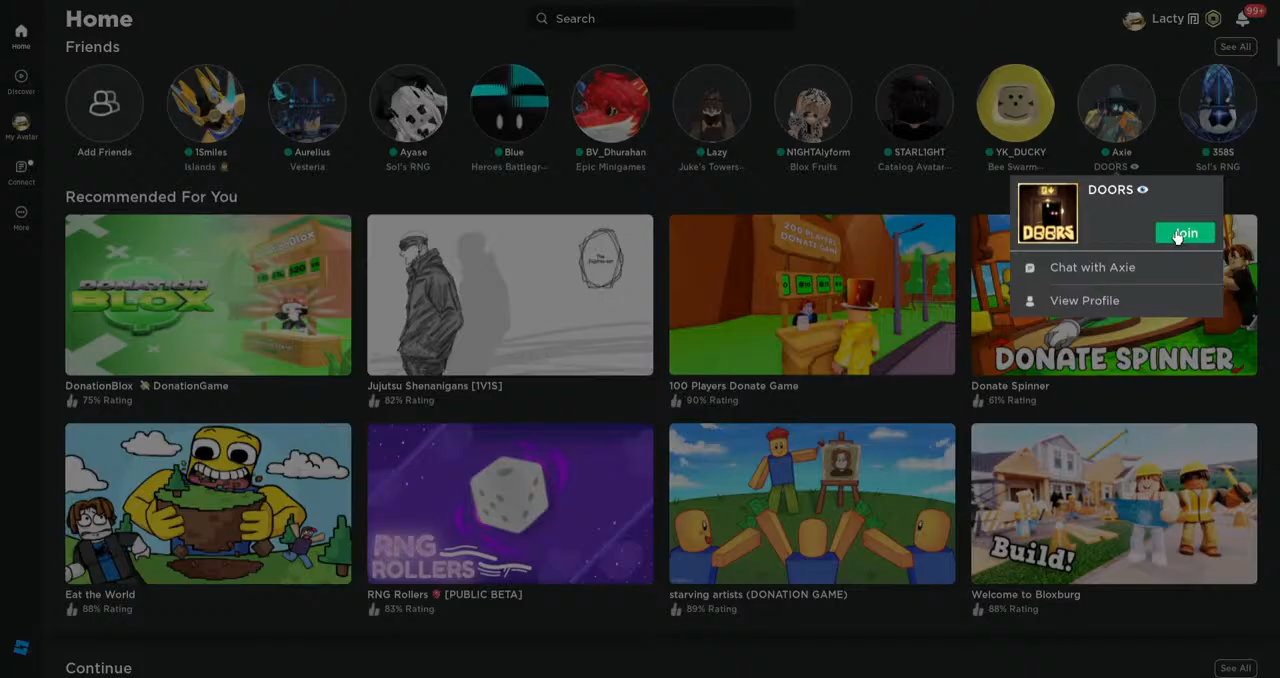 Home
Search
Lacty
99+
Home
Discover
My Avatar
Connect
More
Friends
See All
Add Friends
1Smiles
Islands
Aurelius
Vesteria
Ayase
Sol's RNG
Blue
Heroes Battlegr...
BV_Dhurahan
Epic Minigames
Lazy
Juke's Towers...
N1GHTAlyform
Blox Fruits
STARL1GHT
Catalog Avatar...
YK_DUCKY
Bee Swarm...
Axie
DOORS
358S
Sol's RNG
DOORS
DOORS
Join
Chat with Axie
View Profile
Recommended For You
DONATION
BLOX
200 PLAYERS
DONATE GAME
DONATE SPINNER
DonationBlox DonationGame
75% Rating
Jujutsu Shenanigans [1V1S]
82% Rating
100 Players Donate Game
90% Rating
Donate Spinner
61% Rating
RNG
ROLLERS
Build!
Eat the World
88% Rating
RNG Rollers [PUBLIC BETA]
83% Rating
starving artists (DONATION GAME)
89% Rating
Welcome to Bloxburg
88% Rating
Continue
See All